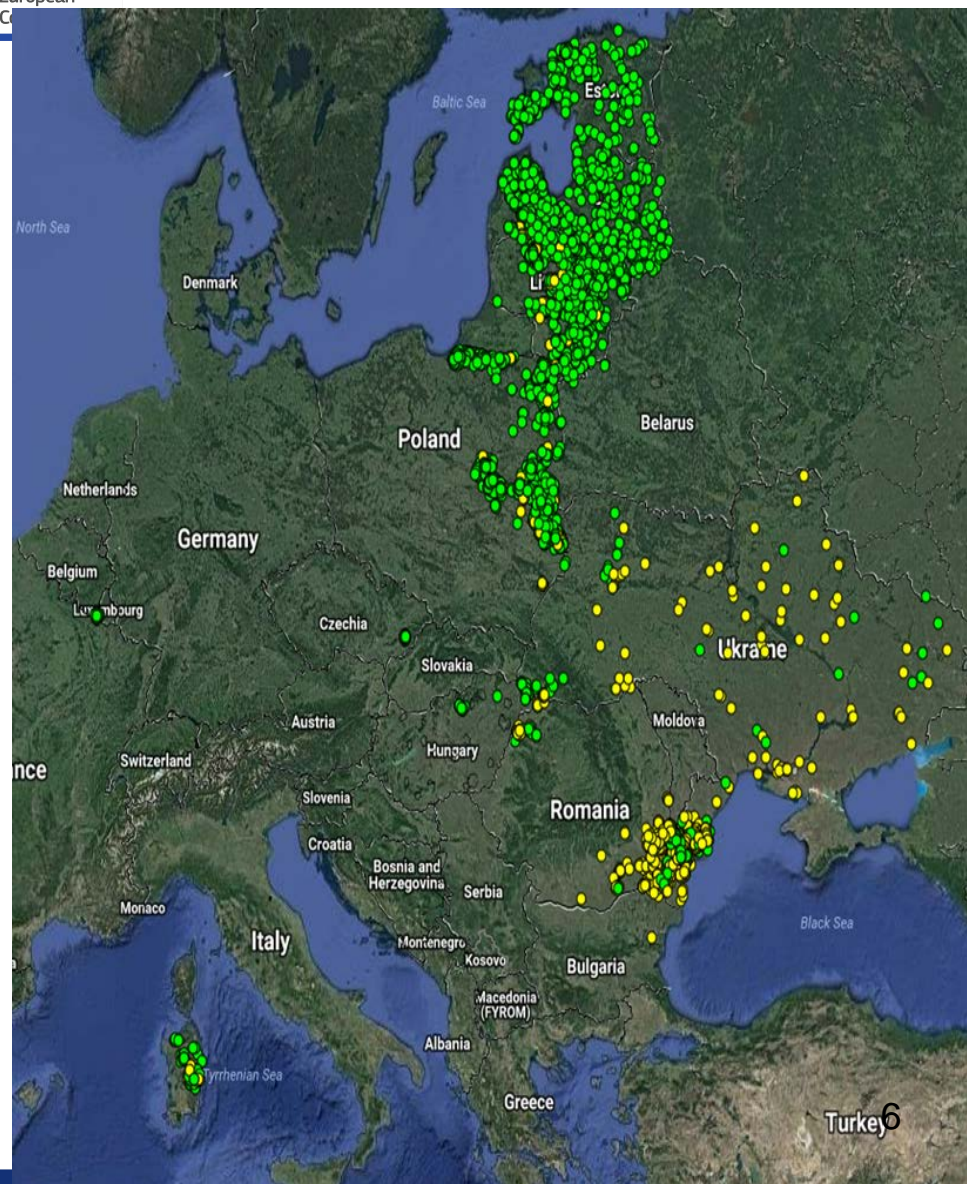 European
Baltic Sea
North Sea
Denmark
Belarus
Poland
Netherlands
Germany
Belgium
Czechia
Ukraine
Slovakia
Austria
Moldova
Hungary
Switzerland
Slovenia
Romania
Croatia
Bosnia and
Herzegovina
Serbia
Monaco
Black Sea
Italy
Montenegro
Kosovo
Bulgaria
Macedonia
(FYROM)
Albania
Tyrrhenian Sea
Greece
Turkey
6